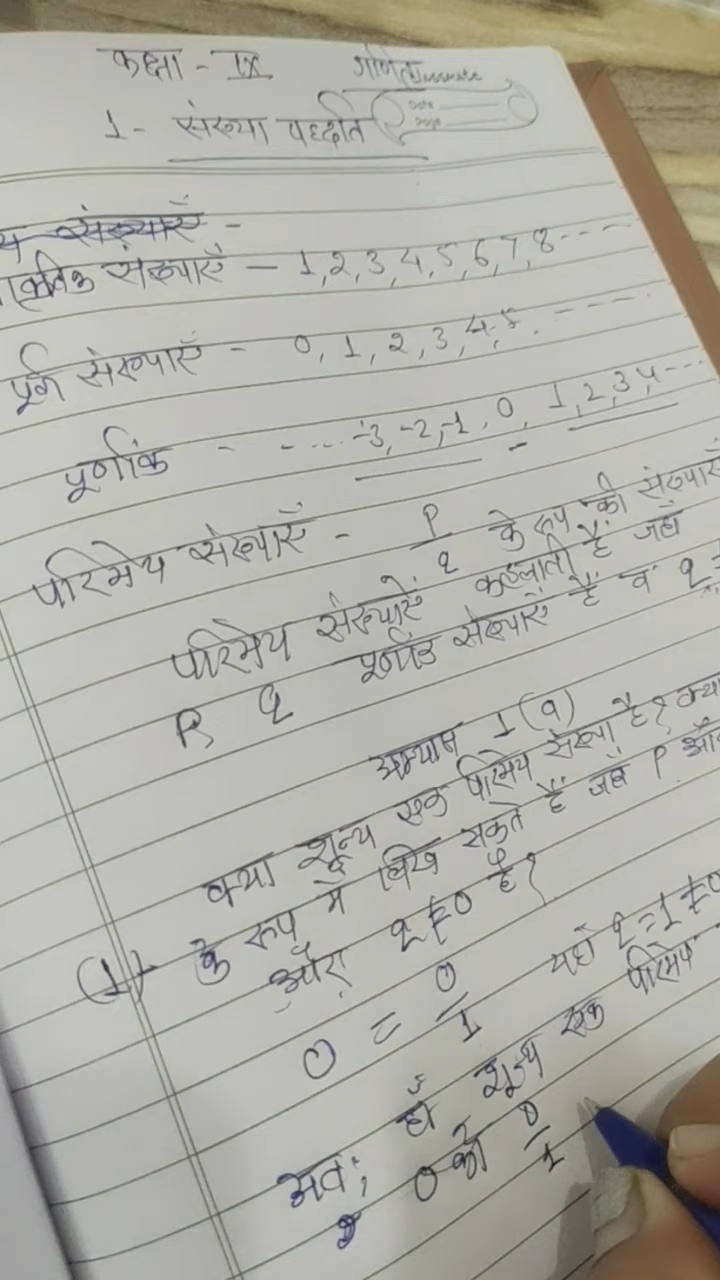 कक्षा - IX गणित
Date
Page
1- संख्या पद्धति
संख्याएँ -
संख्याएँ – 1,2,3,4,5,6,7,8----
पूर्ण संख्याएँ - 0, 1, 2, 3, 4, 5, ----
पूर्णांक - ---- -3,-2,-1, 0, 1,2,3,4---
परिमेय संख्याएँ - p/q के रूप की संख्याएँ
परिमेय संख्याएँ कहलाती हैं जहाँ
P, q पूर्णांक संख्याएँ हैं व q
अभ्यास 1(a)
(1) क्या शून्य एक परिमेय संख्या है? क्या
के रूप में लिख सकते हैं जहाँ p और
और q≠0 है?
0 = 0/1 यहाँ q=1≠0
अतः हाँ शून्य एक परिमेय
0 को 0/1